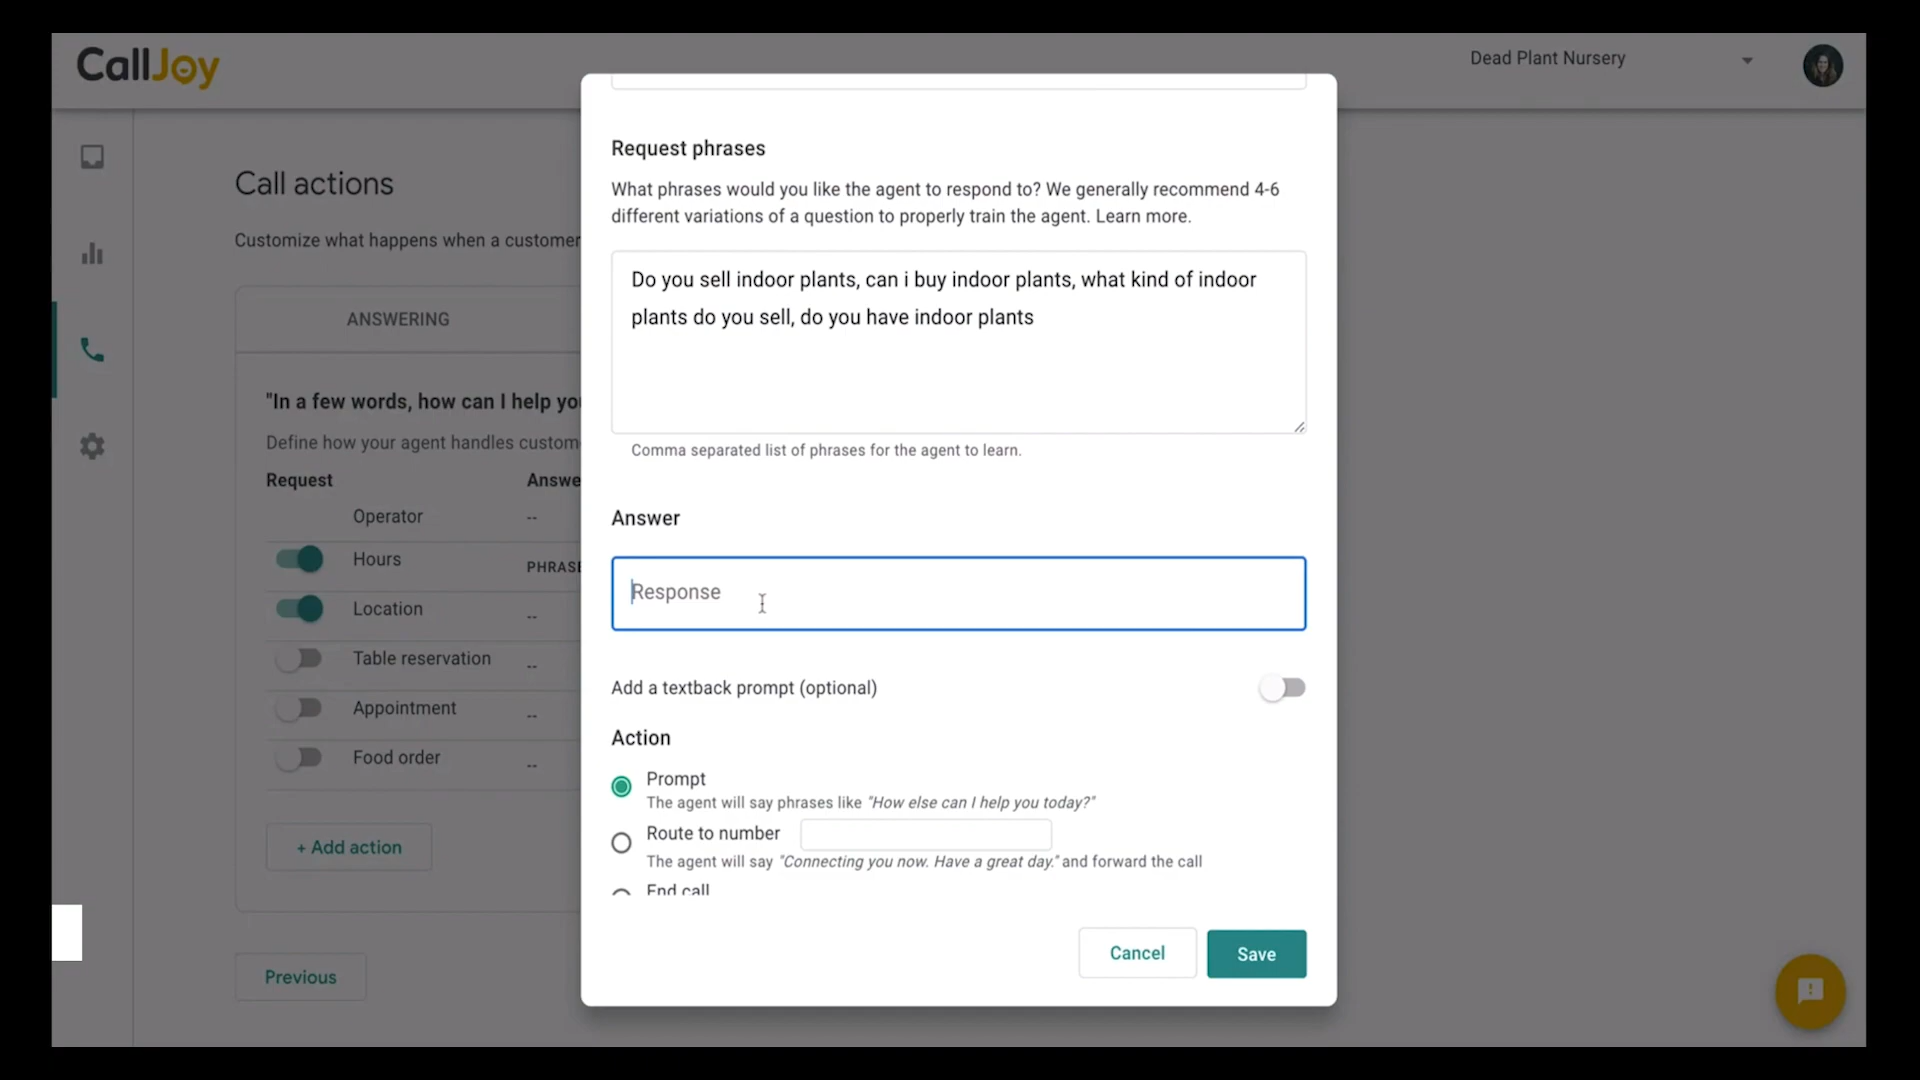 CallJoy
Dead Plant Nursery
Call actions
Customize what happens when a customer
ANSWERING
"In a few words, how can I help you
Define how your agent handles custom
Request
Answe
Operator
--
Hours
PHRASE
Location
--
Table reservation
--
Appointment
--
Food order
--
+ Add action
Previous
Request phrases
What phrases would you like the agent to respond to? We generally recommend 4-6
different variations of a question to properly train the agent. Learn more.
Do you sell indoor plants, can i buy indoor plants, what kind of indoor
plants do you sell, do you have indoor plants
Comma separated list of phrases for the agent to learn.
Answer
Response
Add a textback prompt (optional)
Action
Prompt
The agent will say phrases like "How else can I help you today?"
Route to number
The agent will say "Connecting you now. Have a great day." and forward the call
End call
Cancel
Save